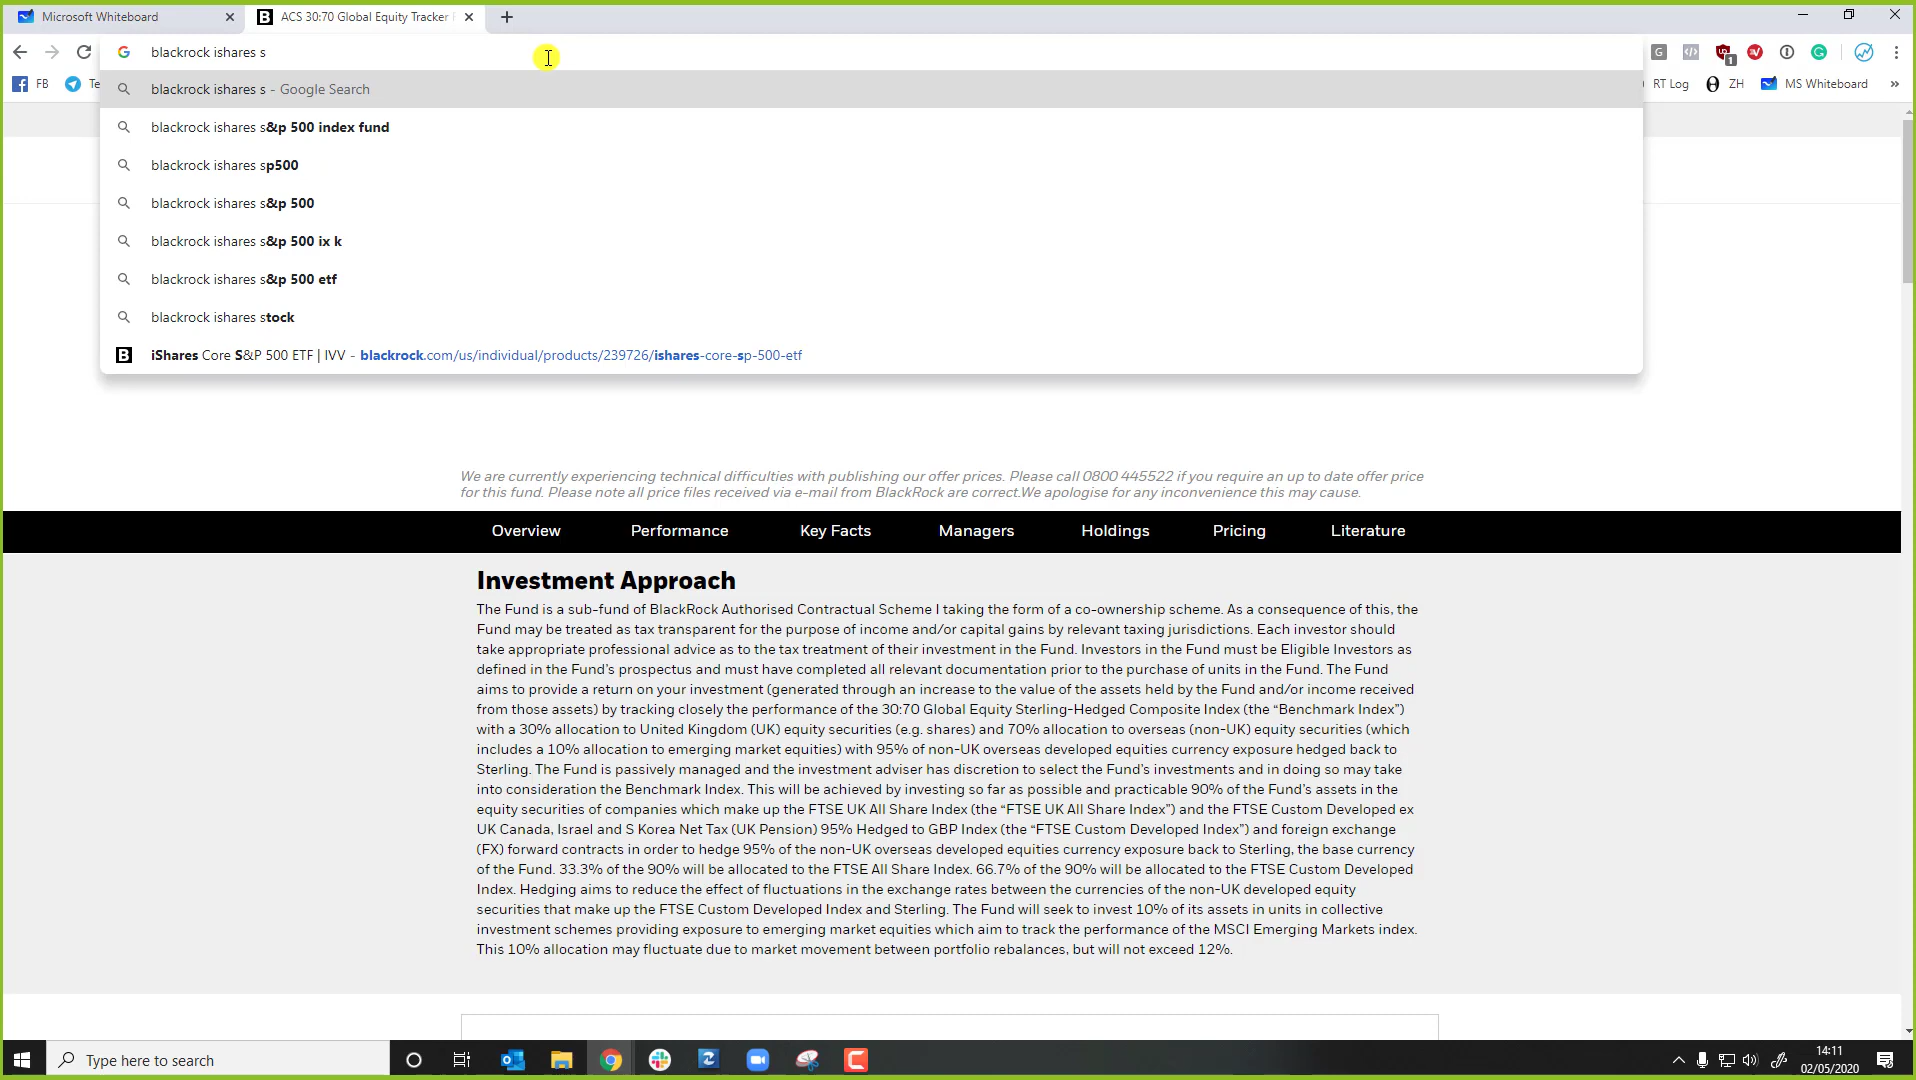 Microsoft Whiteboard
ACS 30:70 Global Equity Tracker
blackrock ishares s
FB
RT Log
ZH
MS Whiteboard
blackrock ishares s - Google Search
blackrock ishares s&p 500 index fund
blackrock ishares sp500
blackrock ishares s&p 500
blackrock ishares s&p 500 ix k
blackrock ishares s&p 500 etf
blackrock ishares stock
iShares Core S&P 500 ETF | IVV - blackrock.com/us/individual/products/239726/ishares-core-sp-500-etf
We are currently experiencing technical difficulties with publishing our offer prices. Please call 0800 445522 if you require an up to date offer price
for this fund. Please note all price files received via e-mail from BlackRock are correct.We apologise for any inconvenience this may cause.
Overview Performance Key Facts Managers Holdings Pricing Literature
Investment Approach
The Fund is a sub-fund of BlackRock Authorised Contractual Scheme I taking the form of a co-ownership scheme. As a consequence of this, the
Fund may be treated as tax transparent for the purpose of income and/or capital gains by relevant taxing jurisdictions. Each investor should
take appropriate professional advice as to the tax treatment of their investment in the Fund. Investors in the Fund must be Eligible Investors as
defined in the Fund's prospectus and must have completed all relevant documentation prior to the purchase of units in the Fund. The Fund
aims to provide a return on your investment (generated through an increase to the value of the assets held by the Fund and/or income received
from those assets) by tracking closely the performance of the 30:70 Global Equity Sterling-Hedged Composite Index (the “Benchmark Index”)
with a 30% allocation to United Kingdom (UK) equity securities (e.g. shares) and 70% allocation to overseas (non-UK) equity securities (which
includes a 10% allocation to emerging market equities) with 95% of non-UK overseas developed equities currency exposure hedged back to
Sterling. The Fund is passively managed and the investment adviser has discretion to select the Fund's investments and in doing so may take
into consideration the Benchmark Index. This will be achieved by investing so far as possible and practicable 90% of the Fund's assets in the
equity securities of companies which make up the FTSE UK All Share Index (the “FTSE UK All Share Index”) and the FTSE Custom Developed ex
UK Canada, Israel and S Korea Net Tax (UK Pension) 95% Hedged to GBP Index (the “FTSE Custom Developed Index”) and foreign exchange
(FX) forward contracts in order to hedge 95% of the non-UK overseas developed equities currency exposure back to Sterling, the base currency
of the Fund. 33.3% of the 90% will be allocated to the FTSE All Share Index. 66.7% of the 90% will be allocated to the FTSE Custom Developed
Index. Hedging aims to reduce the effect of fluctuations in the exchange rates between the currencies of the non-UK developed equity
securities that make up the FTSE Custom Developed Index and Sterling. The Fund will seek to invest 10% of its assets in units in collective
investment schemes providing exposure to emerging market equities which aim to track the performance of the MSCI Emerging Markets index.
This 10% allocation may fluctuate due to market movement between portfolio rebalances, but will not exceed 12%.
Type here to search
14:11
02/05/2020